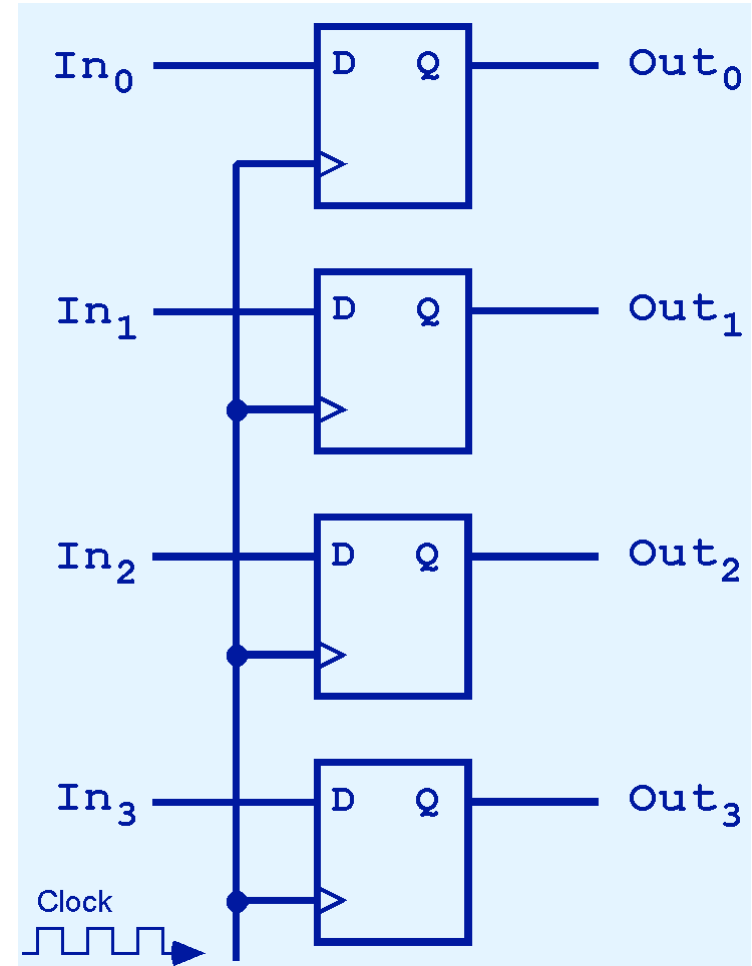 In0 D Q Out0
In1 D Q Out1
In2 D Q Out2
In3 D Q Out3
Clock